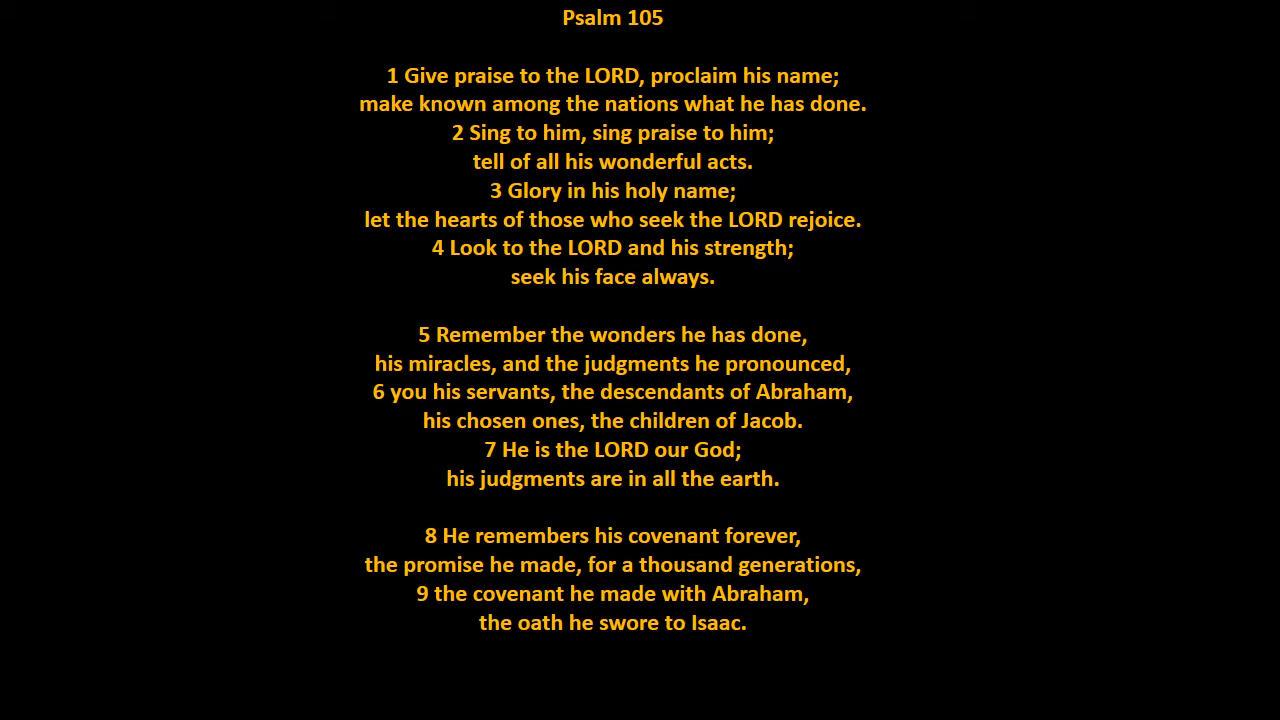 Psalm 105
1 Give praise to the LORD, proclaim his name;
make known among the nations what he has done.
2 Sing to him, sing praise to him;
tell of all his wonderful acts.
3 Glory in his holy name;
let the hearts of those who seek the LORD rejoice.
4 Look to the LORD and his strength;
seek his face always.
5 Remember the wonders he has done,
his miracles, and the judgments he pronounced,
6 you his servants, the descendants of Abraham,
his chosen ones, the children of Jacob.
7 He is the LORD our God;
his judgments are in all the earth.
8 He remembers his covenant forever,
the promise he made, for a thousand generations,
9 the covenant he made with Abraham,
the oath he swore to Isaac.